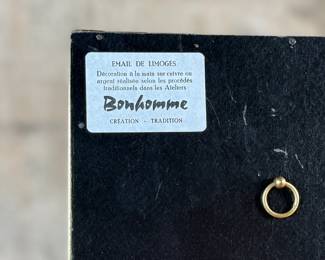 EMAIL DE LIMOGES
Décoration à la main sur cuivre ou
argent réalisée selon les procédés
traditionnels dans les Ateliers
Bonhomme
CRÉATION - TRADITION